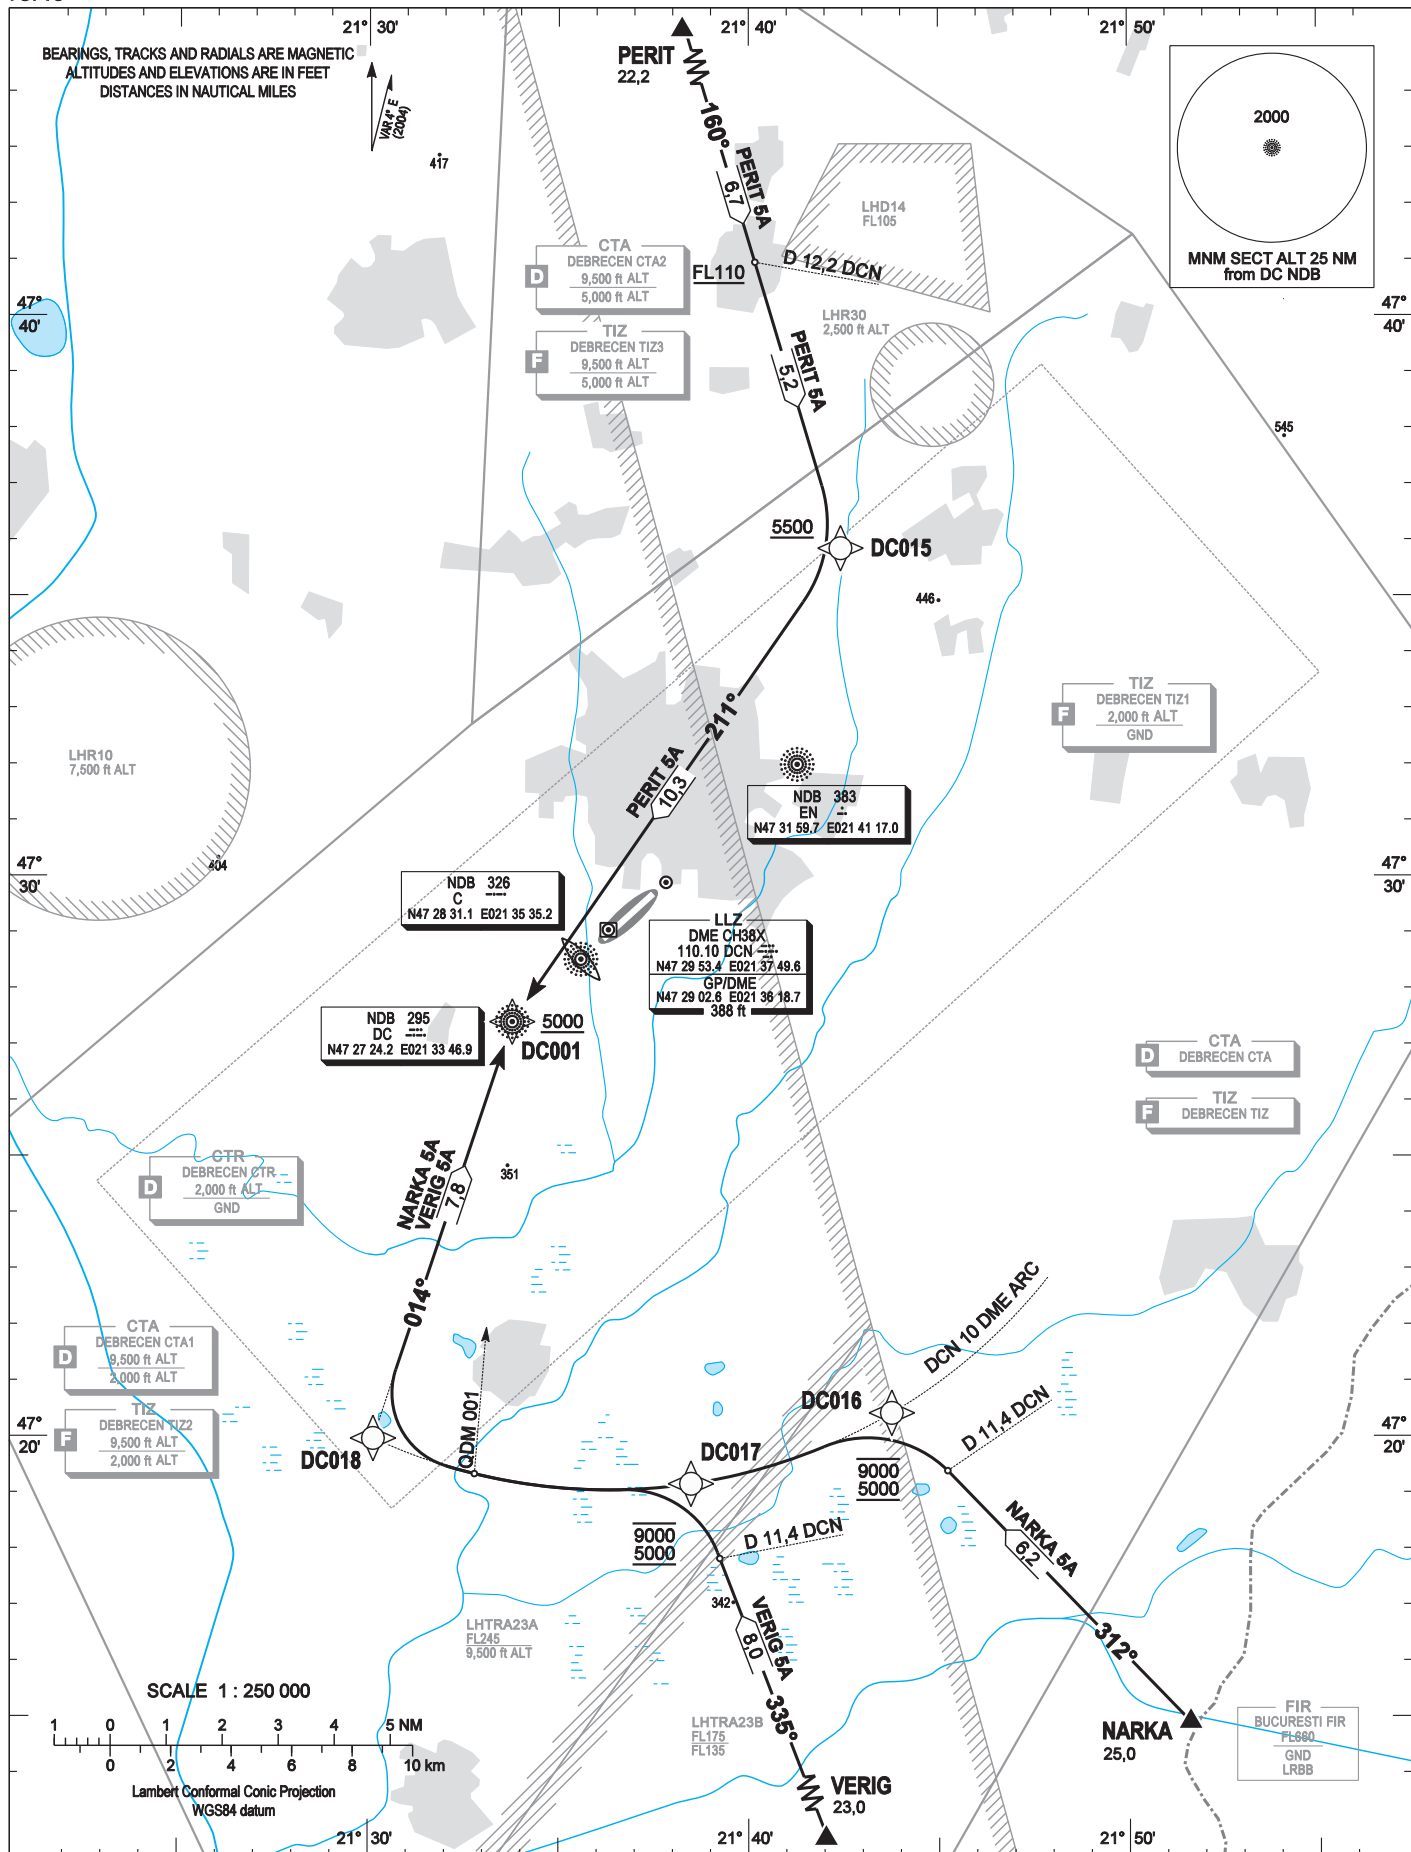 21° 30'
21° 40'
21° 50'
BEARINGS, TRACKS AND RADIALS ARE MAGNETIC
ALTITUDES AND ELEVATIONS ARE IN FEET
DISTANCES IN NAUTICAL MILES
VAR 4° E
(2004)
417
PERIT
22,2
160°
PERIT 5A
6,7
2000
MNM SECT ALT 25 NM
from DC NDB
LHD14
FL105
CTA
D
DEBRECEN CTA2
9,500 ft ALT
5,000 ft ALT
FL110
D 12,2 DCN
47°
40'
47°
40'
LHR30
2,500 ft ALT
TIZ
F
DEBRECEN TIZ3
9,500 ft ALT
5,000 ft ALT
PERIT 5A
5,2
545
5500
DC015
446
TIZ
F
DEBRECEN TIZ1
2,000 ft ALT
GND
211°
LHR10
7,500 ft ALT
PERIT 5A
10,3
NDB 383
EN
N47 31 59.7 E021 41 17.0
404
47°
30'
47°
30'
NDB 326
C
N47 28 31.1 E021 35 35.2
LLZ
DME CH38X
110.10 DCN
N47 29 53.4 E021 37 49.6
GP/DME
N47 29 02.6 E021 36 18.7
388 ft
NDB 295
DC
N47 27 24.2 E021 33 46.9
5000
DC001
CTA
D
DEBRECEN CTA
TIZ
F
DEBRECEN TIZ
CTR
D
DEBRECEN CTR
2,000 ft ALT
GND
NARKA 5A
VERIG 5A
7,8
351
014°
DCN 10 DME ARC
CTA
D
DEBRECEN CTA1
9,500 ft ALT
2,000 ft ALT
TIZ
F
DEBRECEN TIZ2
9,500 ft ALT
2,000 ft ALT
47°
20'
47°
20'
QDM 001
DC016
D 11,4 DCN
DC018
DC017
9000
5000
9000
5000
D 11,4 DCN
NARKA 5A
6,2
342
VERIG 5A
8,0
LHTRA23A
FL245
9,500 ft ALT
312°
335°
SCALE 1 : 250 000
1 0 1 2 3 4 5 NM
0 2 4 6 8 10 km
Lambert Conformal Conic Projection
WGS84 datum
LHTRA23B
FL175
FL135
NARKA
25,0
FIR
BUCURESTI FIR
FL660
GND
LRBB
VERIG
23,0
21° 30'
21° 40'
21° 50'